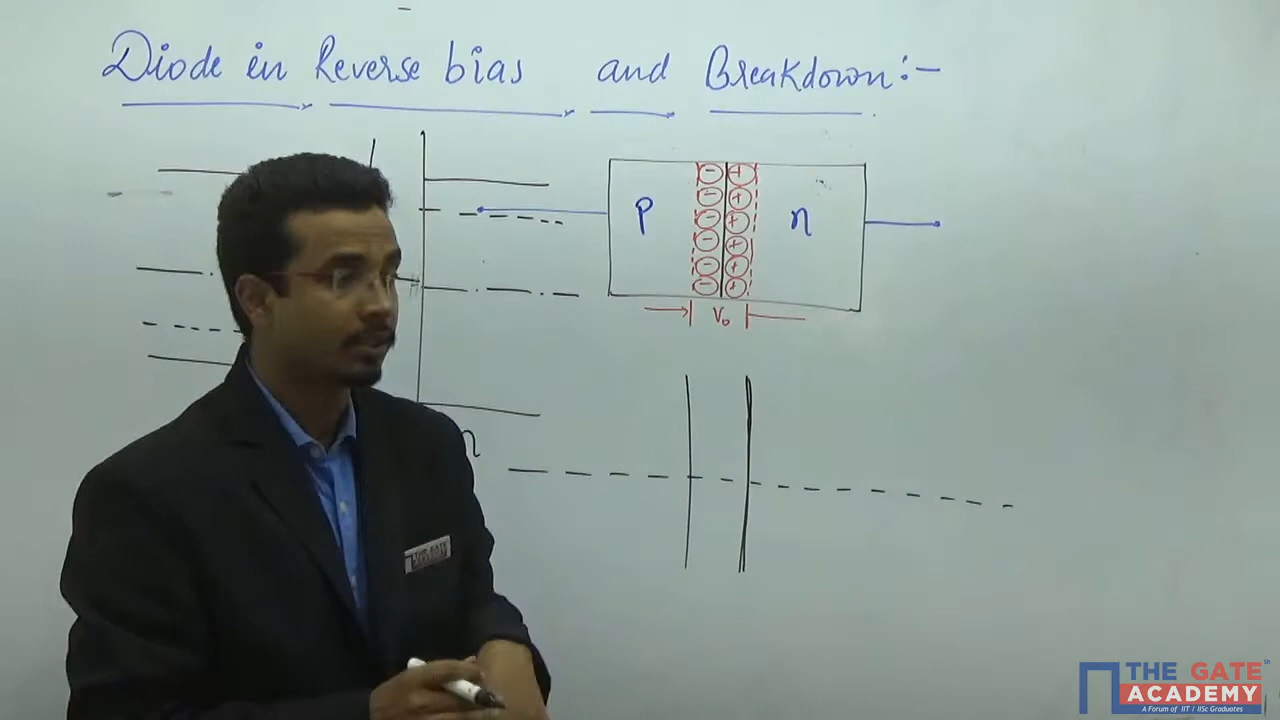 Diode in Reverse bias and Breakdown:-
p
n
- +
- +
- +
- +
- +
- +
V₀
n
THE GATE
ACADEMY
A Forum of IIT / IISc Graduates